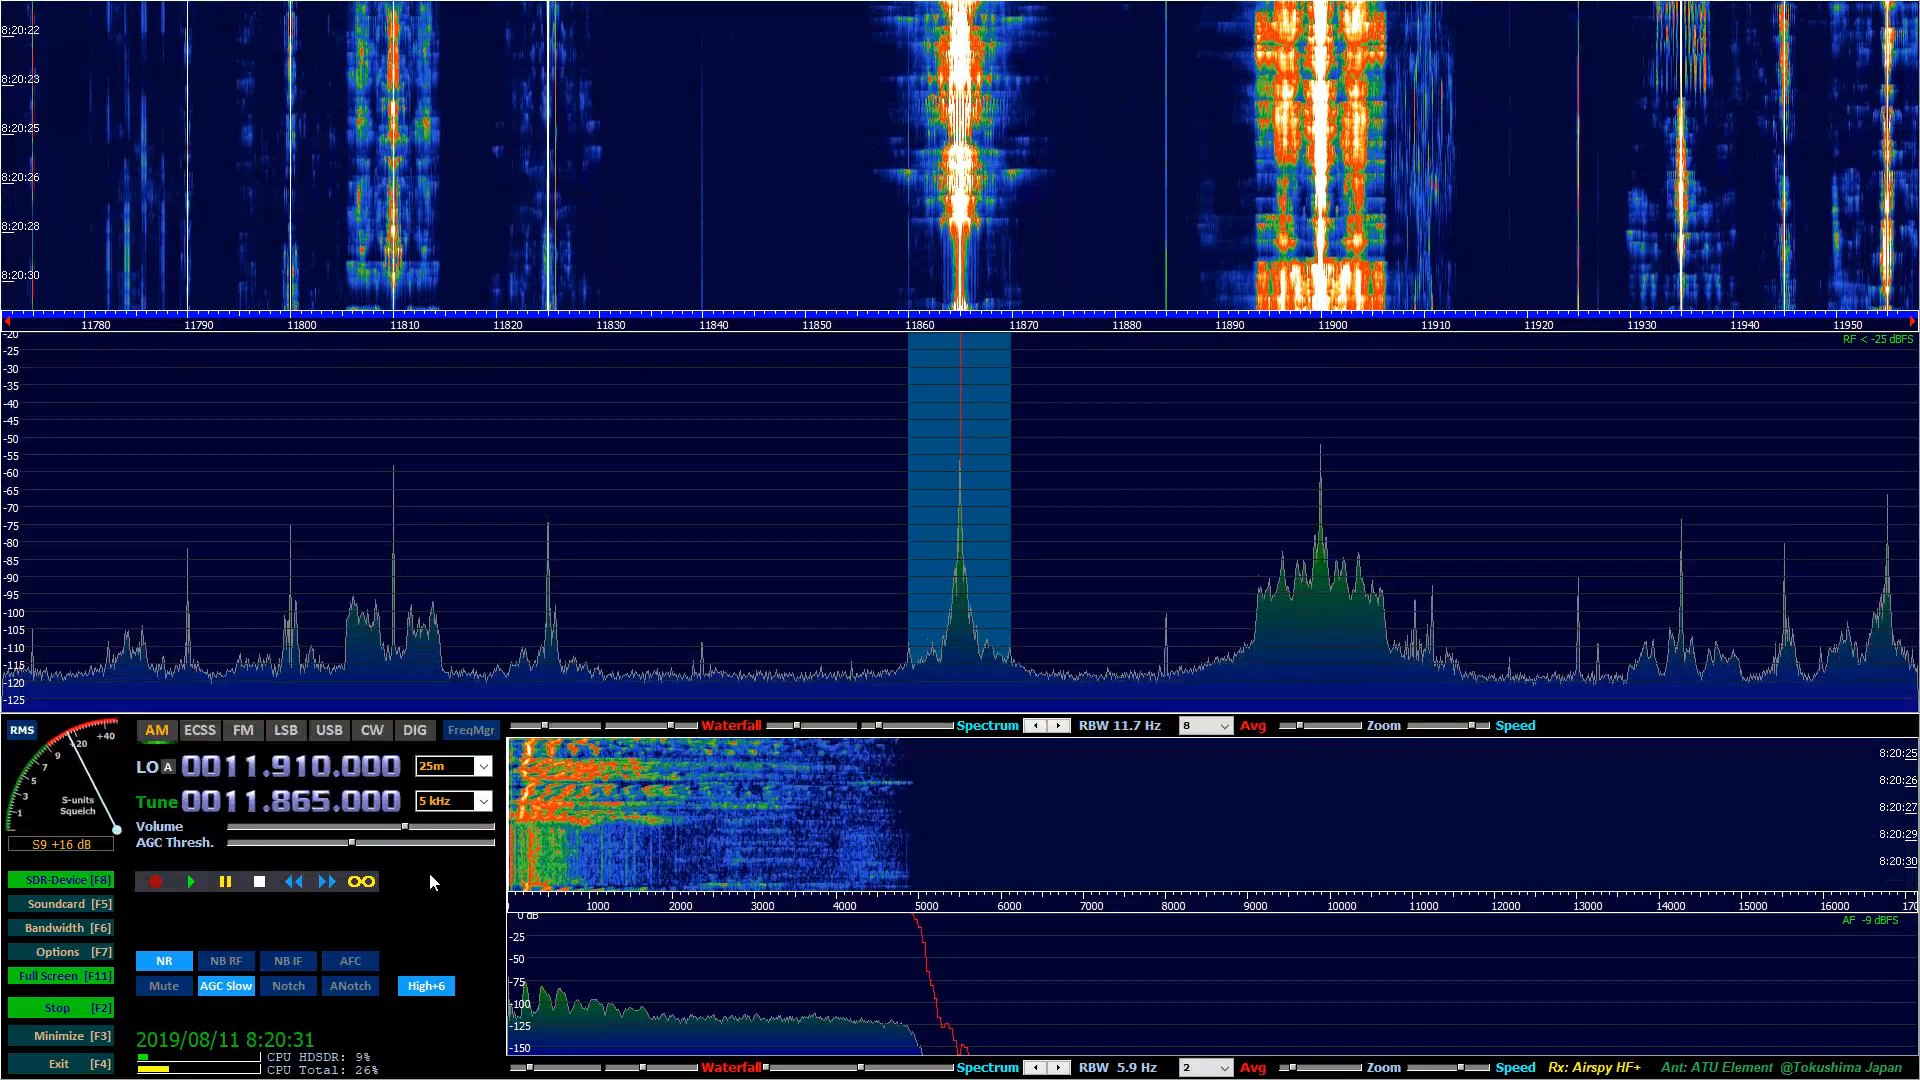 8:20:22
8:20:23
8:20:25
8:20:26
8:20:28
8:20:30
11780 11790 11800 11810 11820 11830 11840 11850 11860 11870 11880 11890 11900 11910 11920 11930 11940 11950
RF < -25 dBFS
-20
-25
-30
-35
-40
-45
-50
-55
-60
-65
-70
-75
-80
-85
-90
-95
-100
-105
-110
-115
-120
-125
RMS
1 3 5 7 9 +20 +40
S-units
Squelch
S9 +16 dB
AM ECSS FM LSB USB CW DIG FreqMgr
LO A 0011.910.000 25m
Tune 0011.865.000 5 kHz
Volume
AGC Thresh.
SDR-Device [F8]
Soundcard [F5]
Bandwidth [F6]
Options [F7]
Full Screen [F11]
Stop [F2]
Minimize [F3]
Exit [F4]
NR NB RF NB IF AFC
Mute AGC Slow Notch ANotch High+6
2019/08/11 8:20:31
CPU HDSDR: 9%
CPU Total: 26%
Waterfall Spectrum RBW 11.7 Hz 8 Avg Zoom Speed
8:20:25
8:20:26
8:20:27
8:20:29
8:20:30
1000 2000 3000 4000 5000 6000 7000 8000 9000 10000 11000 12000 13000 14000 15000 16000 170
AF -9 dBFS
0 dB
-25
-50
-75
-100
-125
-150
Waterfall Spectrum RBW 5.9 Hz 2 Avg Zoom Speed Rx: Airspy HF+ Ant: ATU Element @Tokushima Japan